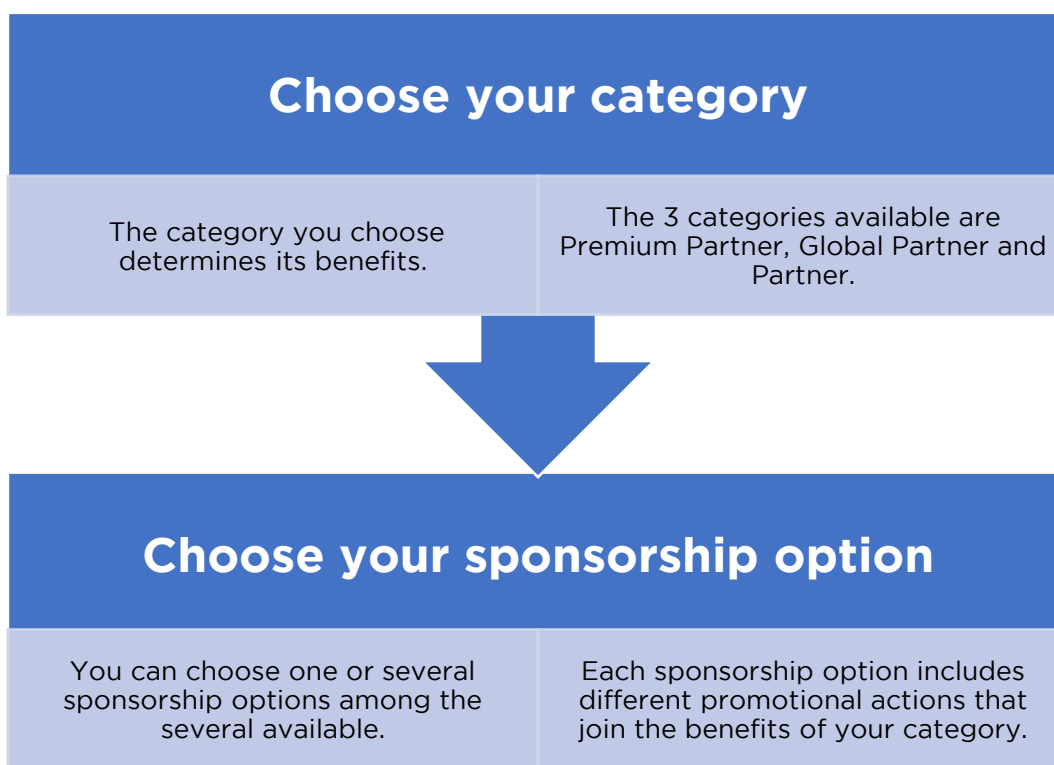 Choose your category
The category you choose
determines its benefits.
The 3 categories available are
Premium Partner, Global Partner and
Partner.
Choose your sponsorship option
You can choose one or several
sponsorship options among the
several available.
Each sponsorship option includes
different promotional actions that
join the benefits of your category.